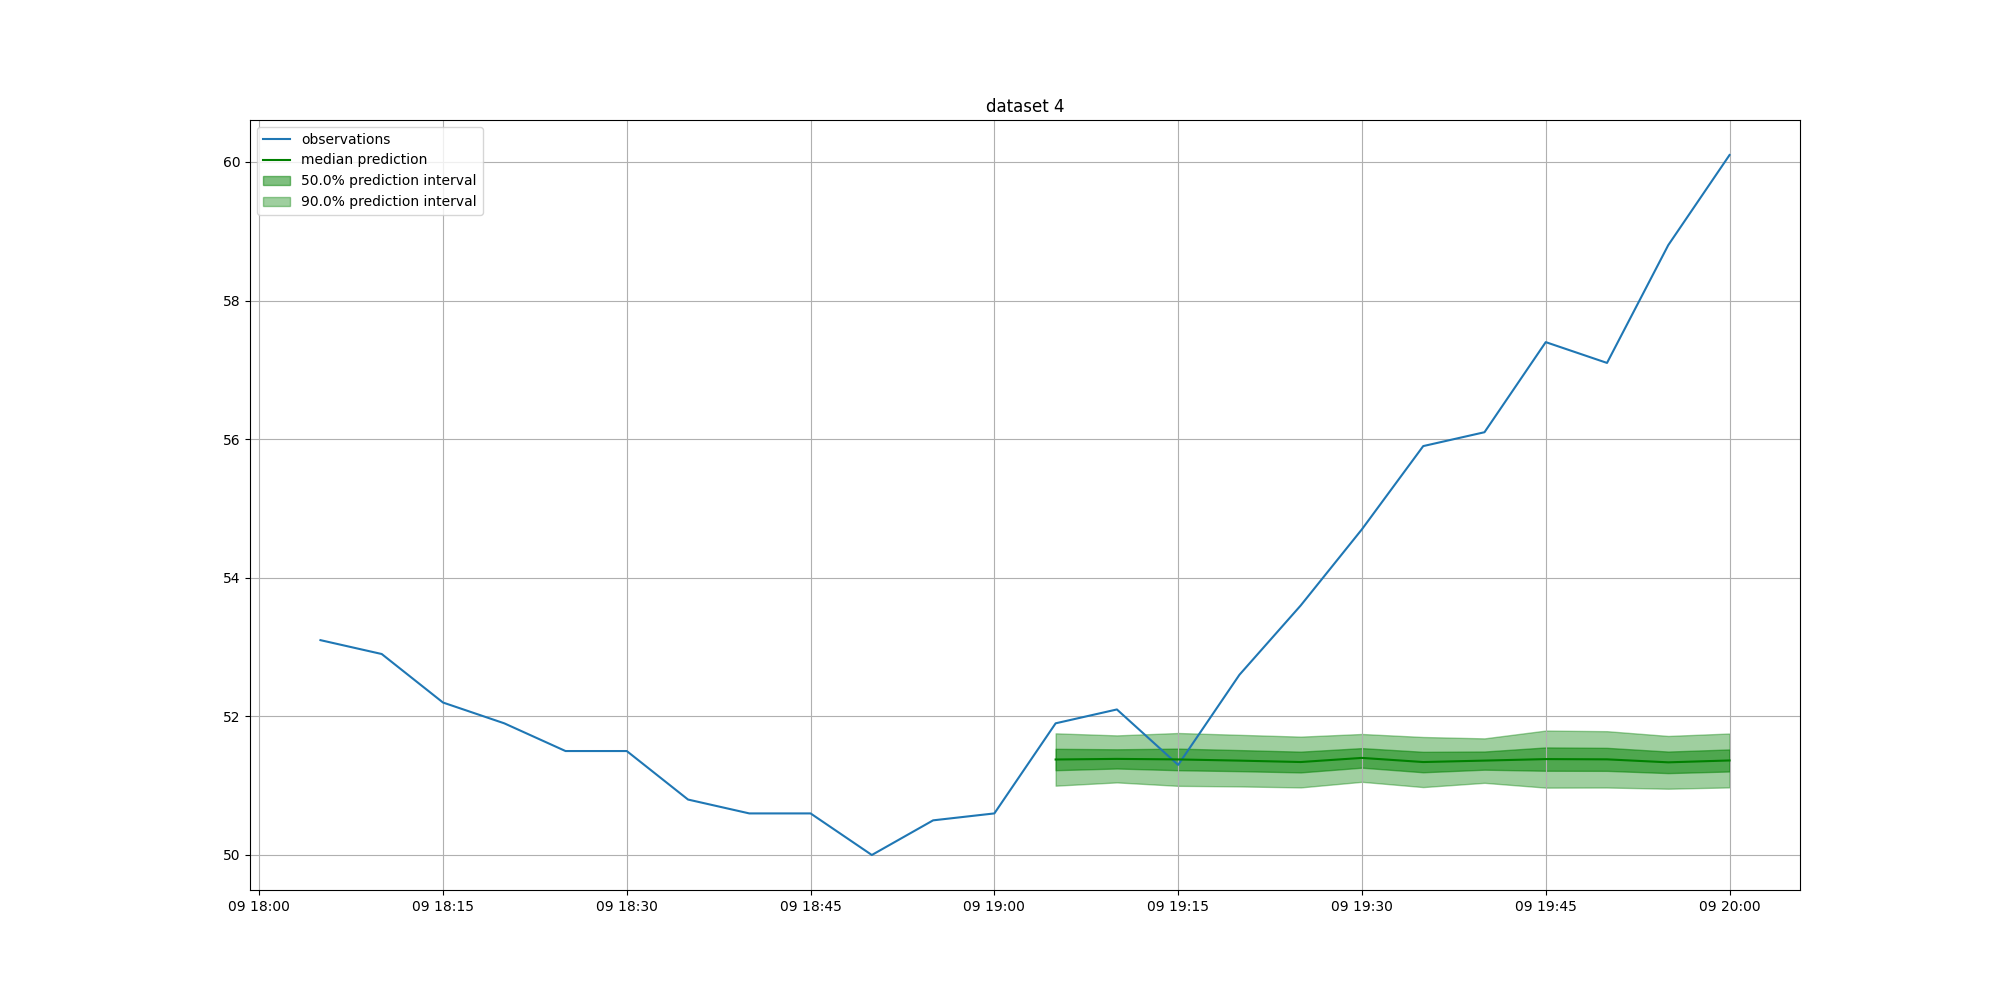 dataset 4
observations
median prediction
50.0% prediction interval
90.0% prediction interval
60
58
56
54
52
50
09 18:00 09 18:15 09 18:30 09 18:45 09 19:00 09 19:15 09 19:30 09 19:45 09 20:00